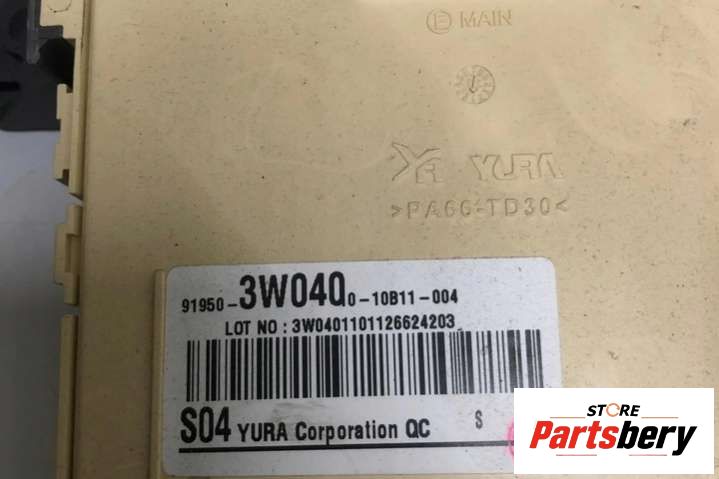 E MAIN
YURA
>PA66-TD30<
91950-3W040 0-10B11-004
LOT NO : 3W0401101126624203
S04 YURA Corporation QC S
STORE
Partsbery